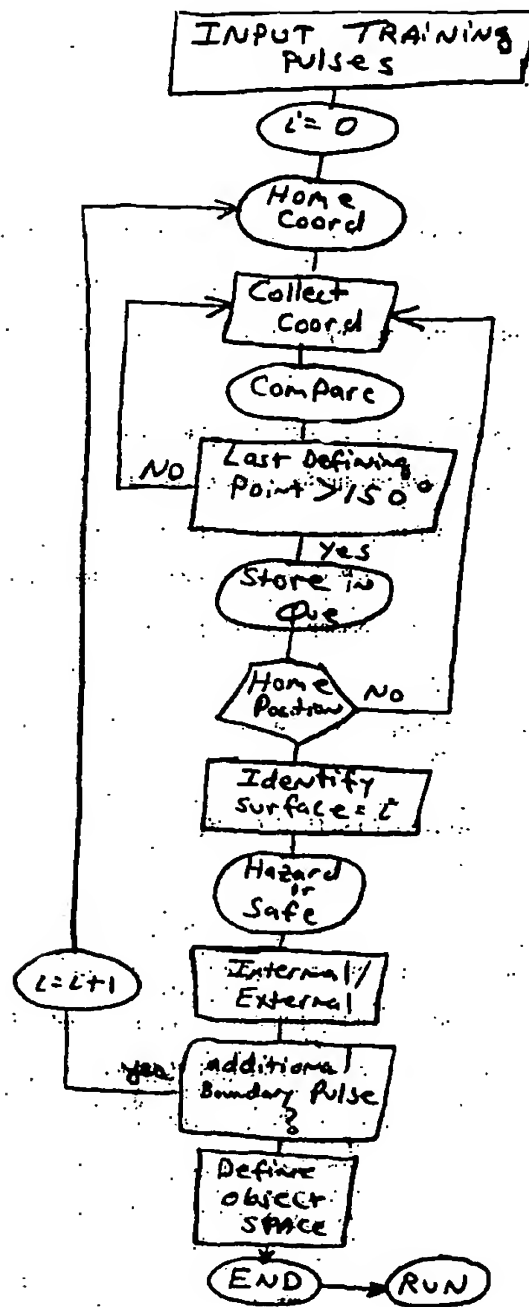 INPUT TRAINING
Pulses
i = 0
Home
Coord
Collect
Coord
Compare
Last Defining
Point > 150°
NO
Yes
Store in
Que
Home
Position
NO
Identify
surface = i
Hazard
or
Safe
Internal /
External
i = i + 1
yes
additional
Boundary Pulse
?
Define
object
SPACE
END
RUN